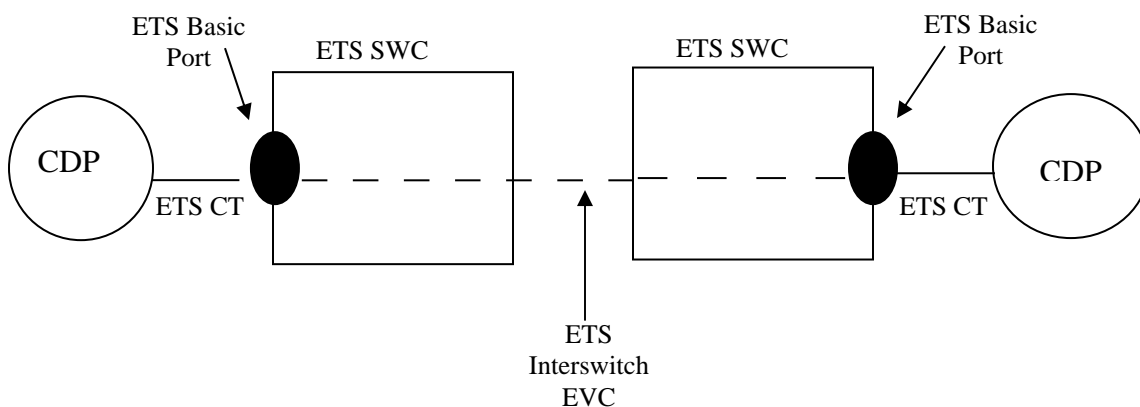 ETS Basic
Port
ETS SWC
ETS SWC
ETS Basic
Port
CDP
ETS CT
ETS CT
CDP
ETS
Interswitch
EVC